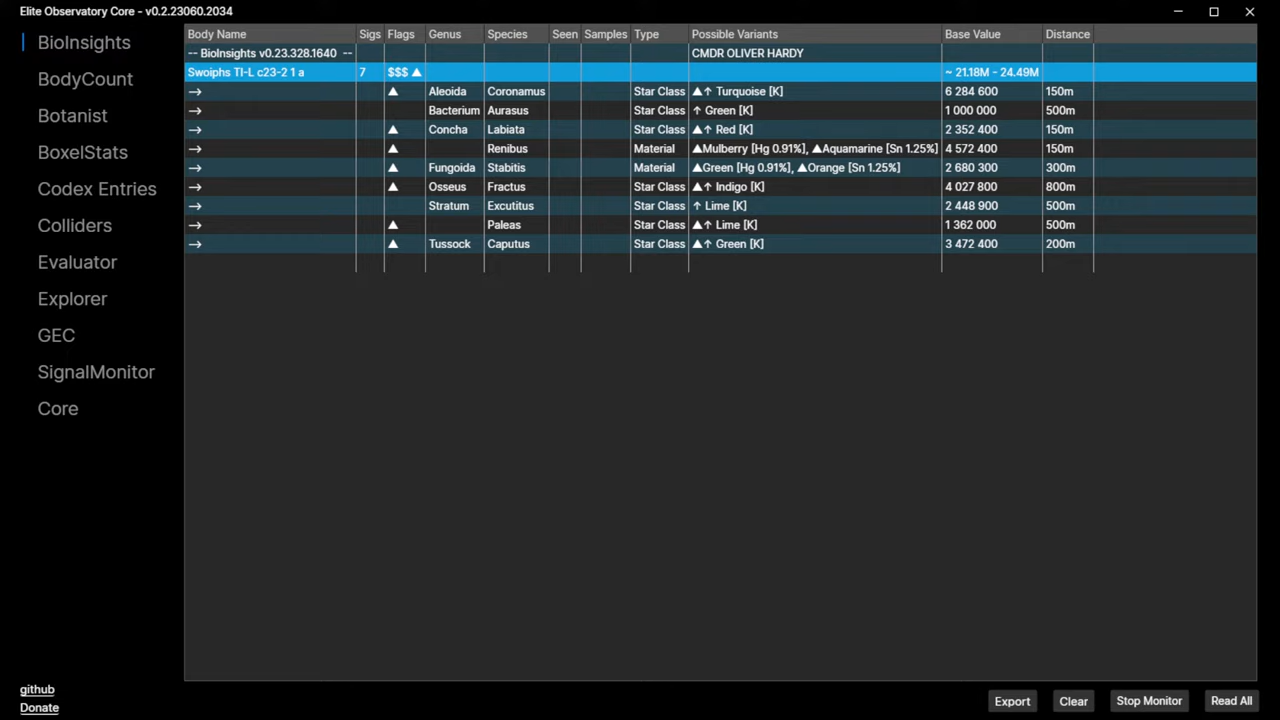 Elite Observatory Core - v0.2.23060.2034
BioInsights
BodyCount
Botanist
BoxelStats
Codex Entries
Colliders
Evaluator
Explorer
GEC
SignalMonitor
Core
github
Donate
Body Name Sigs Flags Genus Species Seen Samples Type Possible Variants Base Value Distance
-- BioInsights v0.23.328.1640 -- CMDR OLIVER HARDY
Swoiphs TI-L c23-2 1 a 7 $$$ ▲ ~ 21.18M - 24.49M
→ ▲ Aleoida Coronamus Star Class ▲↑ Turquoise [K] 6 284 600 150m
→ Bacterium Aurasus Star Class ↑ Green [K] 1 000 000 500m
→ ▲ Concha Labiata Star Class ▲↑ Red [K] 2 352 400 150m
→ ▲ Renibus Material ▲Mulberry [Hg 0.91%], ▲Aquamarine [Sn 1.25%] 4 572 400 150m
→ ▲ Fungoida Stabitis Material ▲Green [Hg 0.91%], ▲Orange [Sn 1.25%] 2 680 300 300m
→ ▲ Osseus Fractus Star Class ▲↑ Indigo [K] 4 027 800 800m
→ Stratum Excutitus Star Class ↑ Lime [K] 2 448 900 500m
→ ▲ Paleas Star Class ▲↑ Lime [K] 1 362 000 500m
→ ▲ Tussock Caputus Star Class ▲↑ Green [K] 3 472 400 200m
Export Clear Stop Monitor Read All